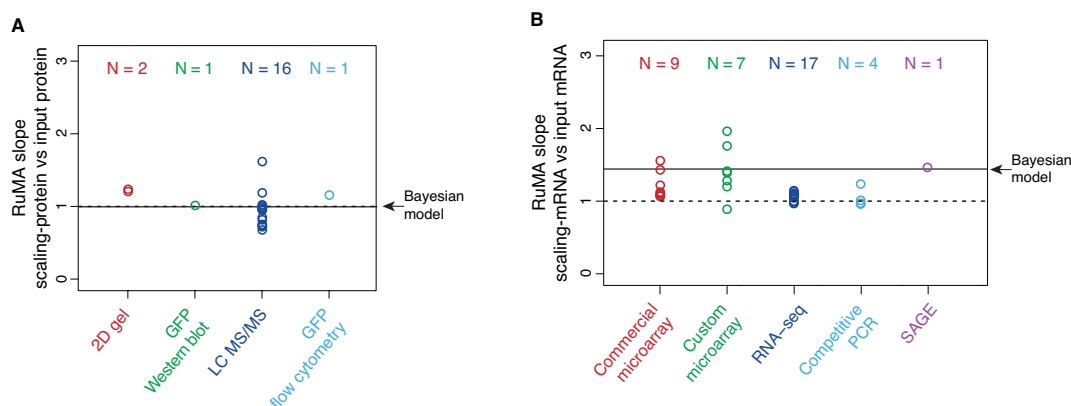 A
RuMA slope
scaling-protein vs input protein
0
1
2
3
N = 2
N = 1
N = 16
N = 1
Bayesian
model
2D gel
GFP
Western blot
LC MS/MS
GFP
flow cytometry
B
RuMA slope
scaling-mRNA vs input mRNA
0
1
2
3
N = 9
N = 7
N = 17
N = 4
N = 1
Bayesian
model
Commercial
microarray
Custom
microarray
RNA−seq
Competitive
PCR
SAGE